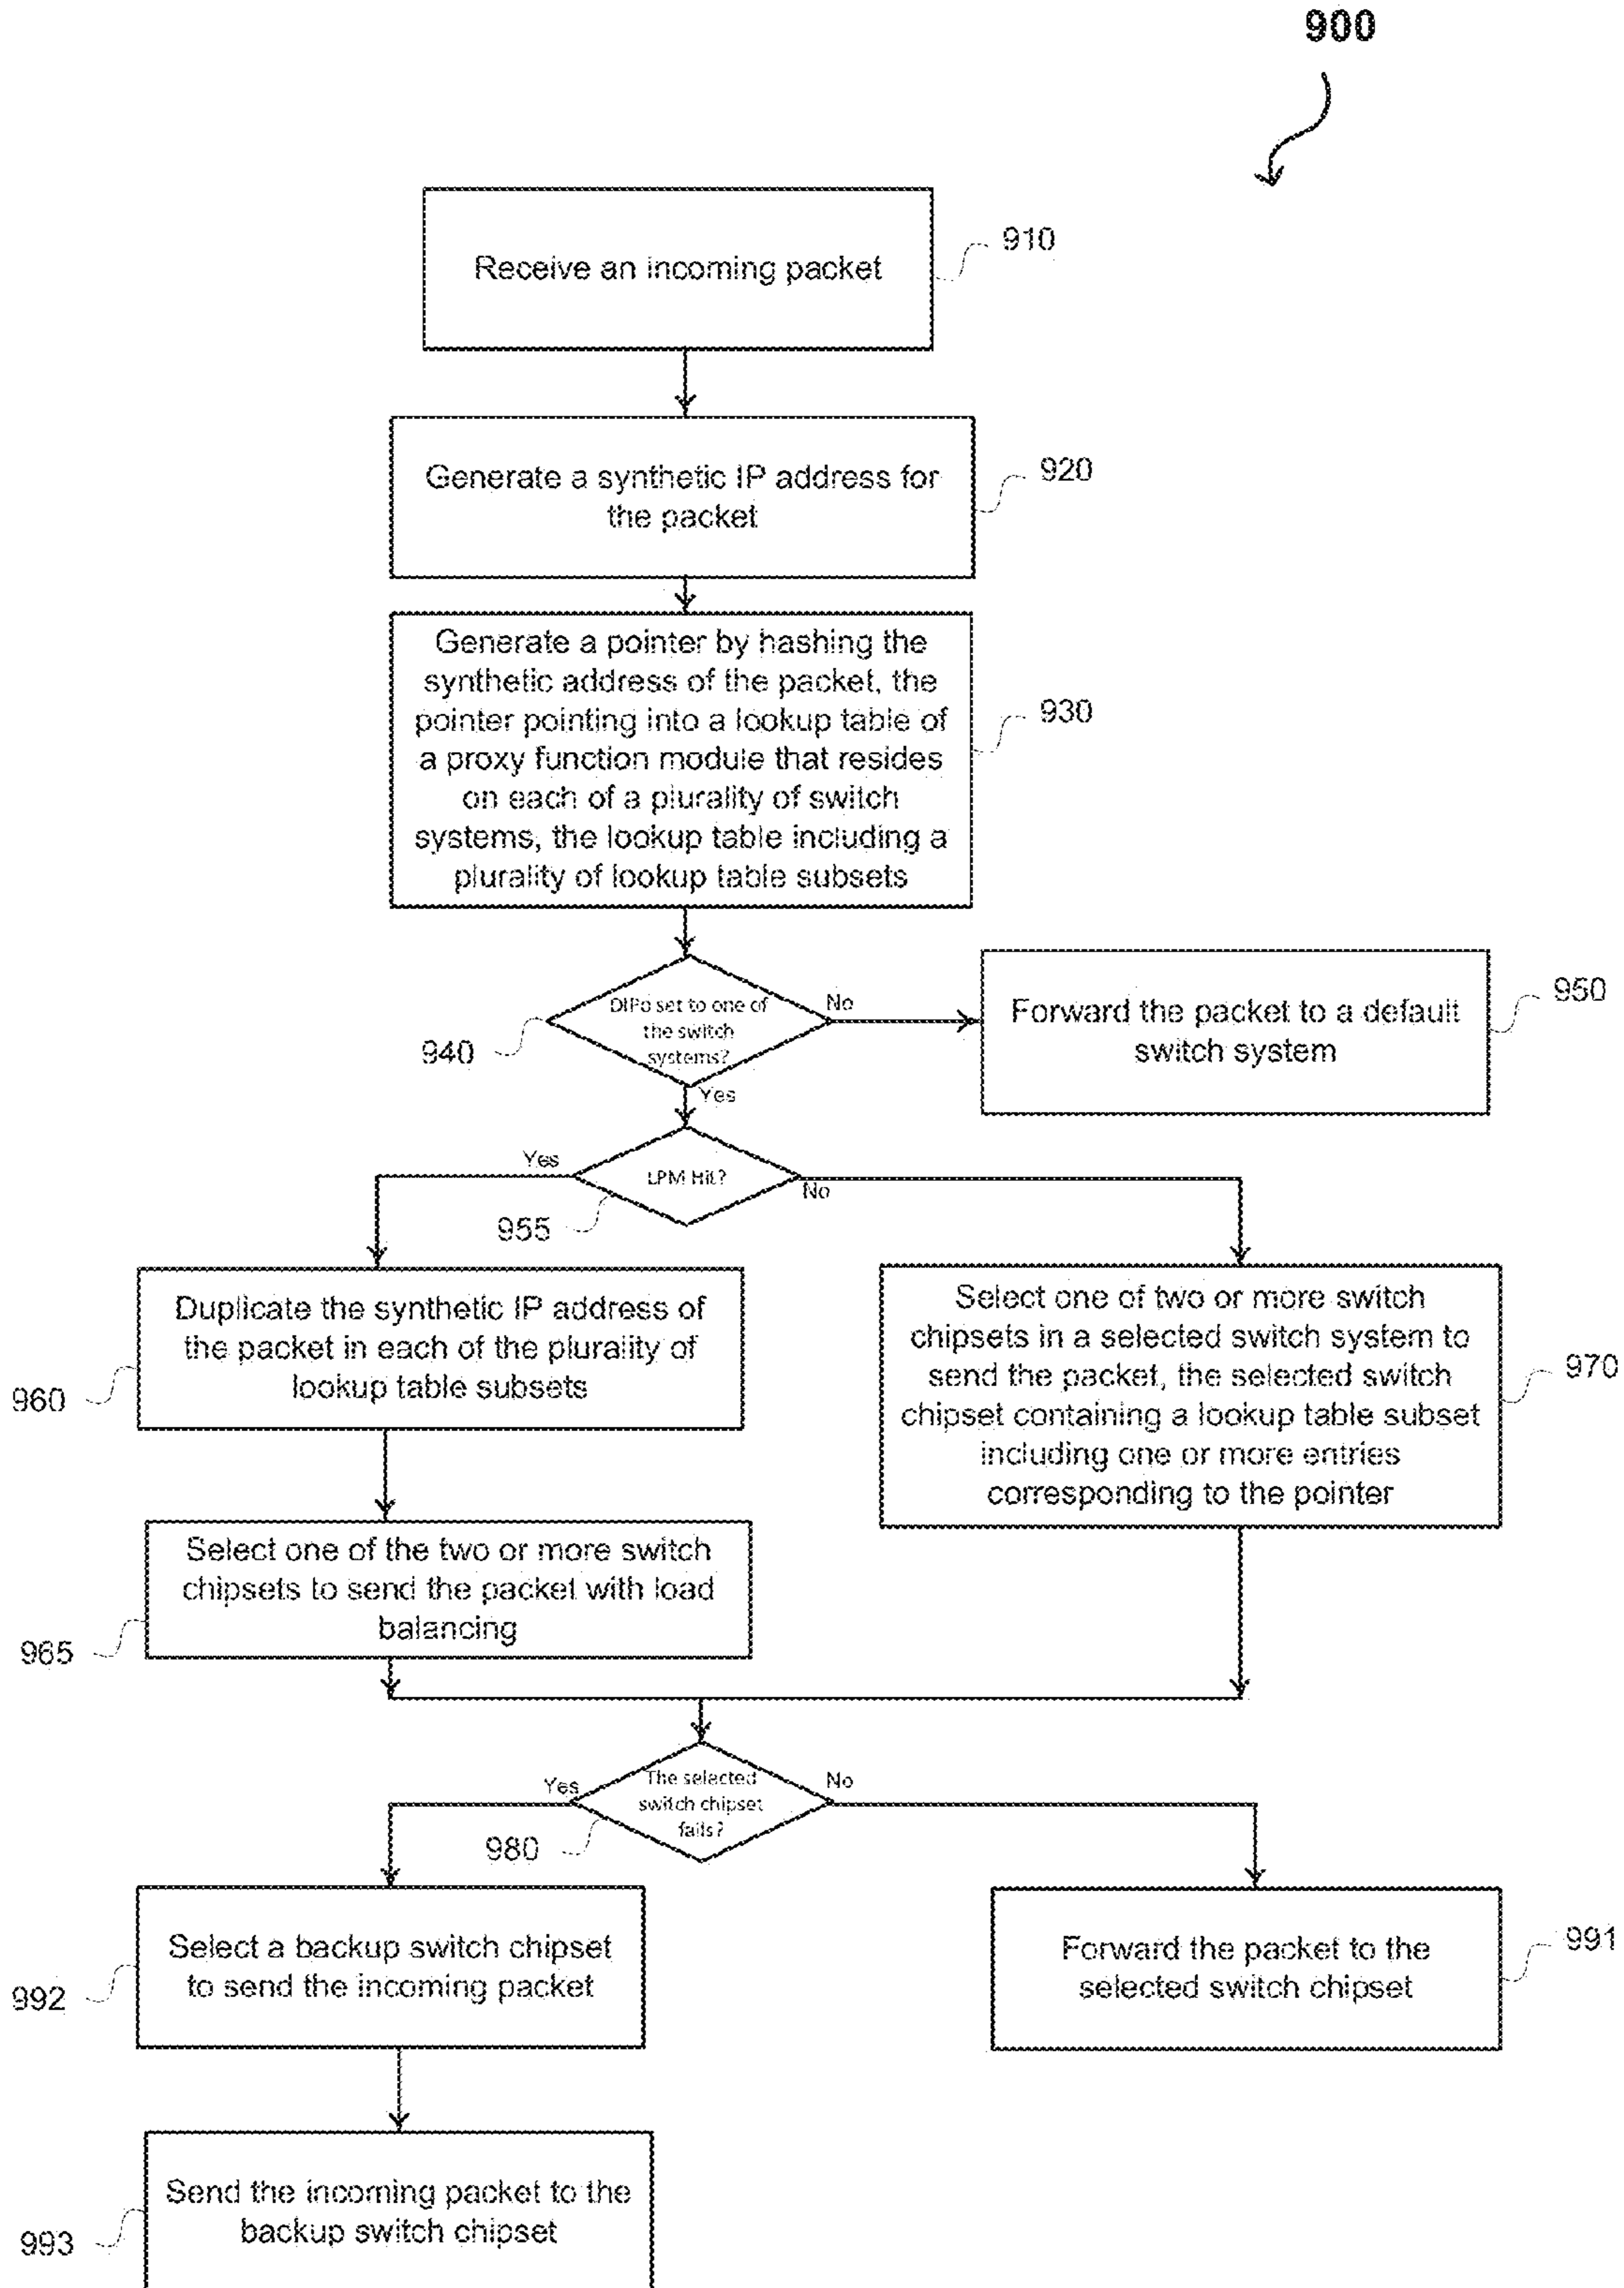 900
Receive an incoming packet
910
Generate a synthetic IP address for
the packet
920
Generate a pointer by hashing the
synthetic address of the packet, the
pointer pointing into a lookup table of
a proxy function module that resides
on each of a plurality of switch
systems, the lookup table including a
plurality of lookup table subsets
930
DIPo set to one of
the switch
systems?
940
No
Yes
Forward the packet to a default
switch system
950
LPM Hit?
955
Yes
No
Duplicate the synthetic IP address of
the packet in each of the plurality of
lookup table subsets
960
Select one of two or more switch
chipsets in a selected switch system to
send the packet, the selected switch
chipset containing a lookup table subset
including one or more entries
corresponding to the pointer
970
Select one of the two or more switch
chipsets to send the packet with load
balancing
965
The selected
switch chipset
fails?
980
Yes
No
Select a backup switch chipset
to send the incoming packet
992
Forward the packet to the
selected switch chipset
991
Send the incoming packet to the
backup switch chipset
993